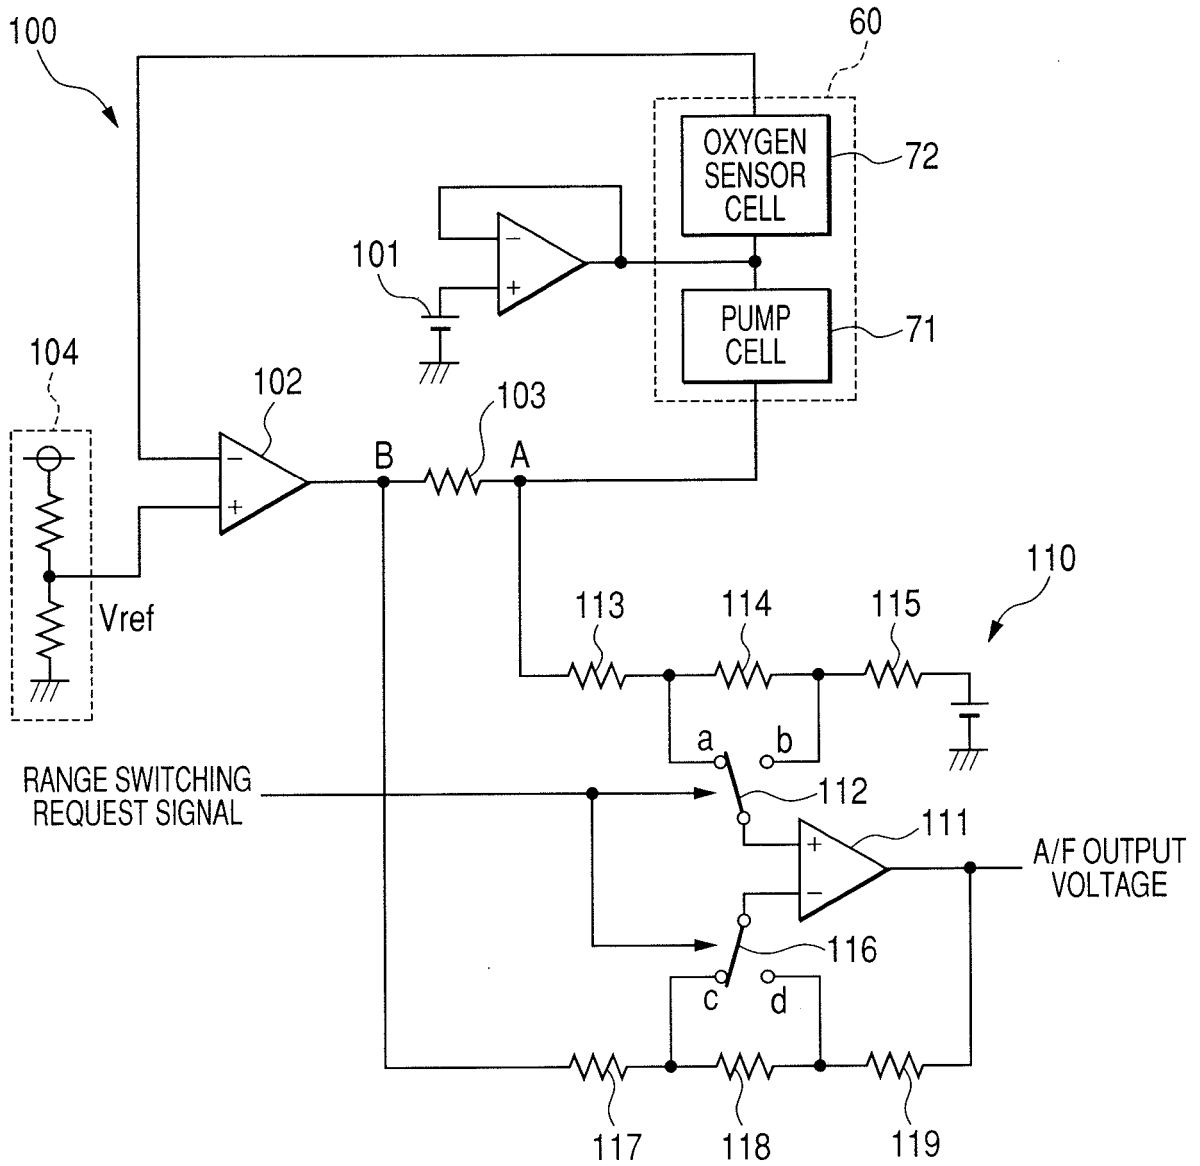 100
60
OXYGEN
SENSOR
CELL
72
101
−
+
PUMP
CELL
71
104
102
103
B
A
−
+
Vref
110
113
114
115
a
b
RANGE SWITCHING
REQUEST SIGNAL
112
111
+
−
A/F OUTPUT
VOLTAGE
116
c
d
117
118
119